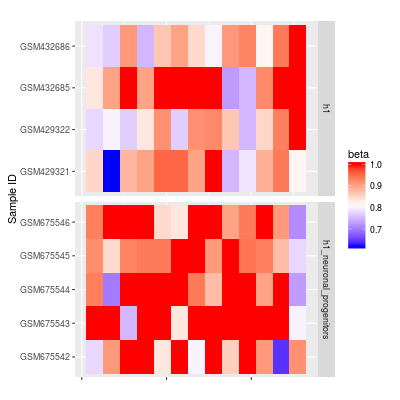 Sample ID
GSM432686
GSM432685
GSM429322
GSM429321
h1
GSM675546
GSM675545
GSM675544
GSM675543
GSM675542
h1_neuronal_progenitors
beta
1.0
0.9
0.8
0.7